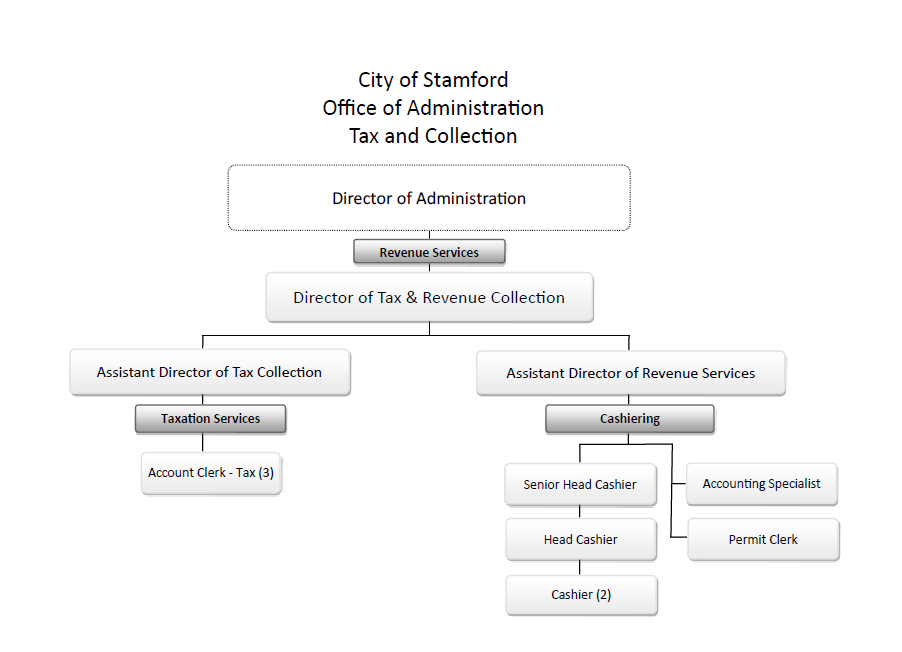 City of Stamford
Office of Administration
Tax and Collection
Director of Administration
Revenue Services
Director of Tax & Revenue Collection
Assistant Director of Tax Collection
Assistant Director of Revenue Services
Taxation Services
Cashiering
Account Clerk - Tax (3)
Senior Head Cashier
Accounting Specialist
Head Cashier
Permit Clerk
Cashier (2)